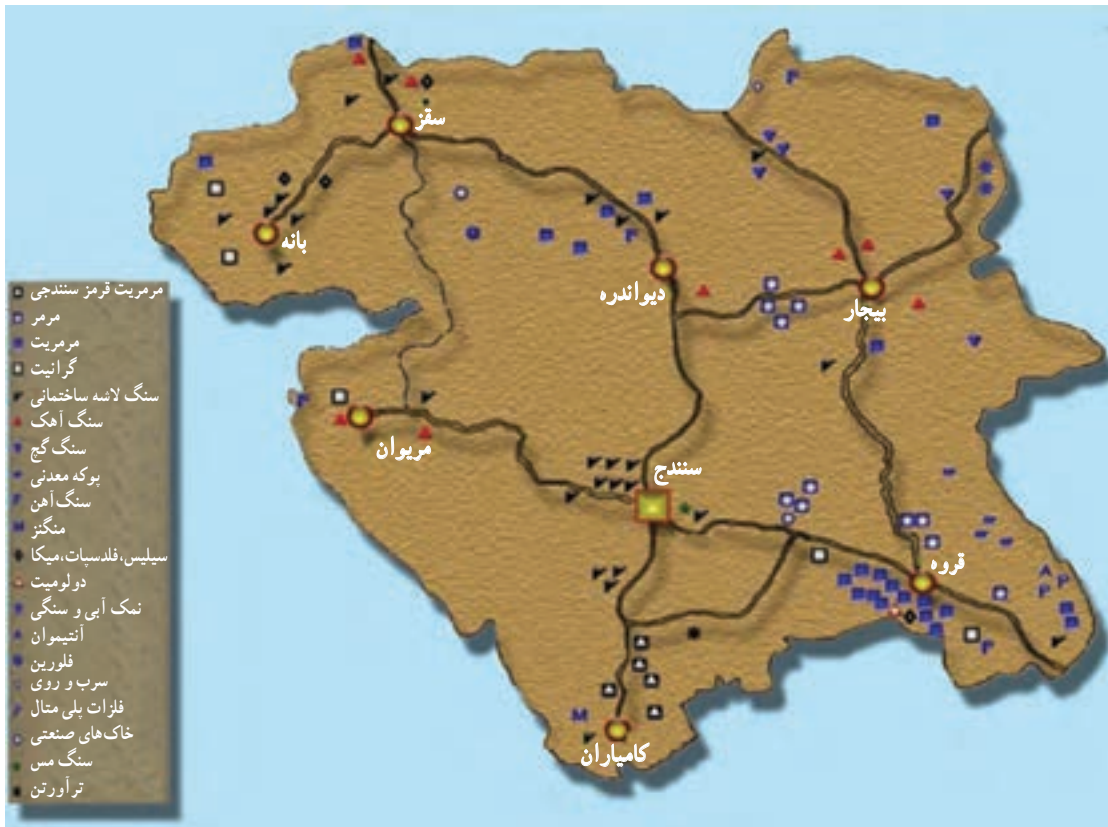 سقز
بانه
دیواندره
بیجار
مریوان
سنندج
قروه
کامیاران
مرمریت قرمز سنندجی
مرمر
مرمریت
گرانیت
سنگ لاشه ساختمانی
سنگ آهک
سنگ گچ
پوکه معدنی
سنگ آهن
M منگنز
سیلیس،فلدسپات،میکا
دولومیت
نمک آبی و سنگی
A آنتیموان
فلورین
سرب و روی
P فلزات پلی متال
خاک‌های صنعتی
سنگ مس
ترآورتن
M
A
P
P